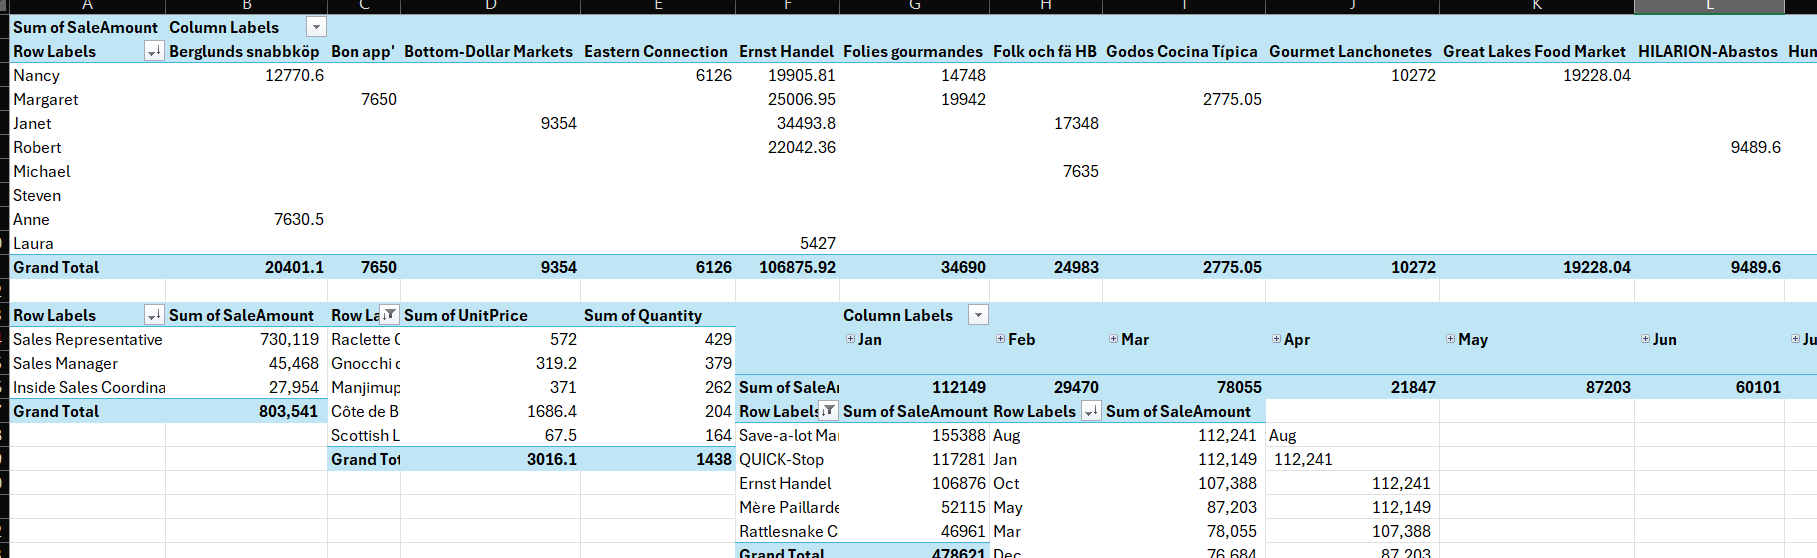 A B C D E F G H I J K L
Sum of SaleAmount Column Labels
Row Labels Berglunds snabbköp Bon app' Bottom-Dollar Markets Eastern Connection Ernst Handel Folies gourmandes Folk och fä HB Godos Cocina Típica Gourmet Lanchonetes Great Lakes Food Market HILARION-Abastos Hun
Nancy 12770.6 6126 19905.81 14748 10272 19228.04
Margaret 7650 25006.95 19942 2775.05
Janet 9354 34493.8 17348
Robert 22042.36 9489.6
Michael 7635
Steven
Anne 7630.5
Laura 5427
Grand Total 20401.1 7650 9354 6126 106875.92 34690 24983 2775.05 10272 19228.04 9489.6
Row Labels Sum of SaleAmount Row La Sum of UnitPrice Sum of Quantity Column Labels
Sales Representative 730,119 Raclette C 572 429 Jan Feb Mar Apr May Jun Ju
Sales Manager 45,468 Gnocchi d 319.2 379
Inside Sales Coordina 27,954 Manjimup 371 262 Sum of SaleAr 112149 29470 78055 21847 87203 60101
Grand Total 803,541 Côte de B 1686.4 204 Row Labels Sum of SaleAmount Row Labels Sum of SaleAmount
Scottish L 67.5 164 Save-a-lot Mar 155388 Aug 112,241 Aug
Grand Tot 3016.1 1438 QUICK-Stop 117281 Jan 112,149 112,241
Ernst Handel 106876 Oct 107,388 112,241
Mère Paillarde 52115 May 87,203 112,149
Rattlesnake C 46961 Mar 78,055 107,388
Grand Total 478621 Dec 76,684 87,203